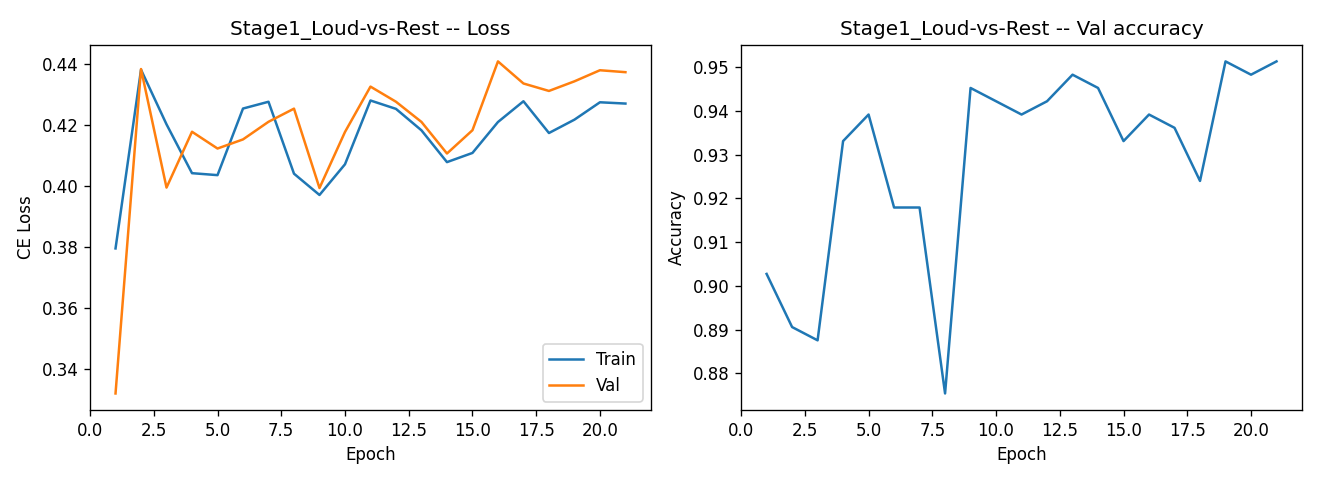 Stage1_Loud-vs-Rest -- Loss
0.44
0.42
0.40
0.38
0.36
0.34
CE Loss
Train
Val
0.0 2.5 5.0 7.5 10.0 12.5 15.0 17.5 20.0
Epoch
Stage1_Loud-vs-Rest -- Val accuracy
0.95
0.94
0.93
0.92
0.91
0.90
0.89
0.88
Accuracy
0.0 2.5 5.0 7.5 10.0 12.5 15.0 17.5 20.0
Epoch